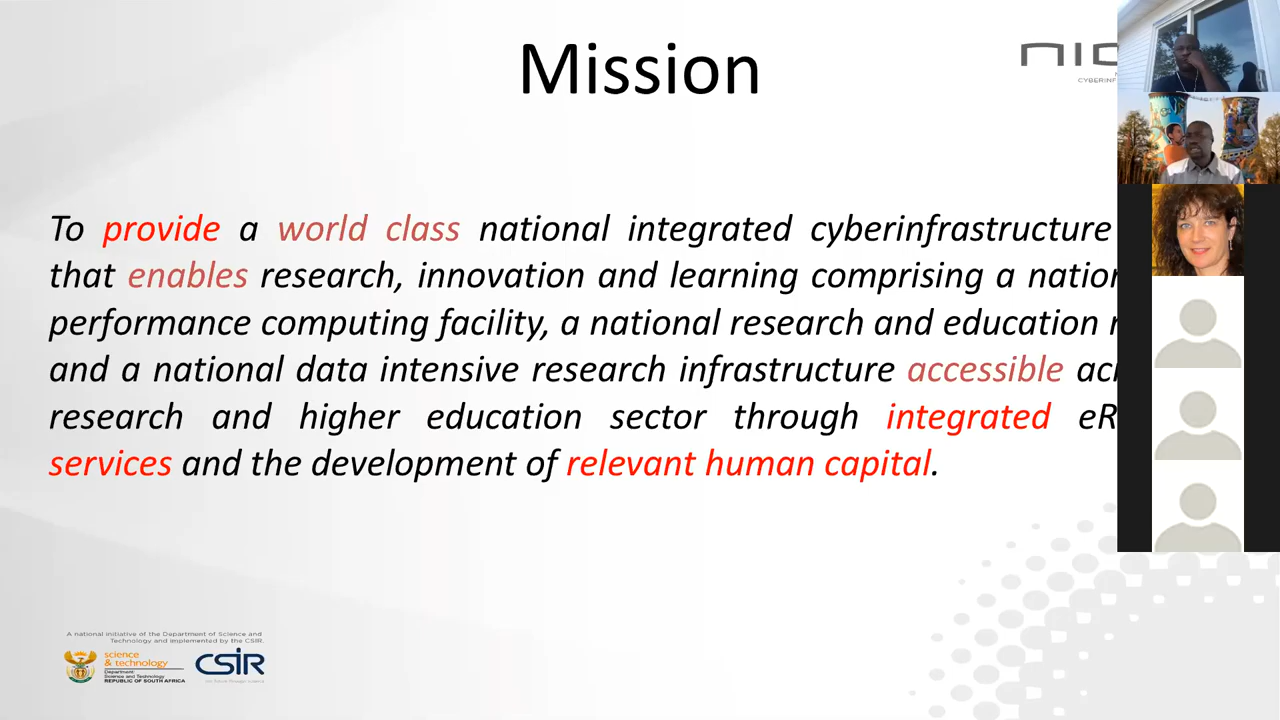 Mission
To provide a world class national integrated cyberinfrastructure
that enables research, innovation and learning comprising a
performance computing facility, a national research and education
and a national data intensive research infrastructure accessible
research and higher education sector through integrated
services and the development of relevant human capital.
A national initiative of the Department of Science and
Technology and implemented by the CSIR.
science
& technology
Department:
Science and Technology
REPUBLIC OF SOUTH AFRICA
CSIR